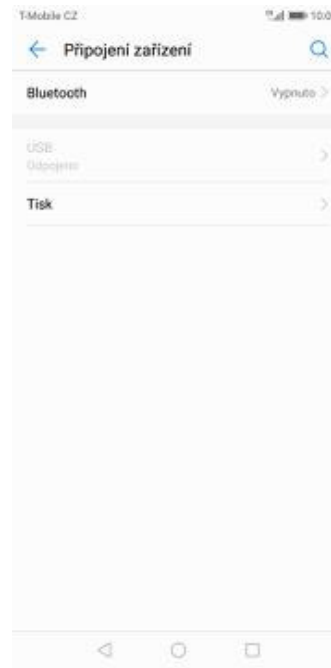 T-Mobile CZ 10:0
Připojení zařízení
Bluetooth Vypnuto
USB
Odpojeno
Tisk